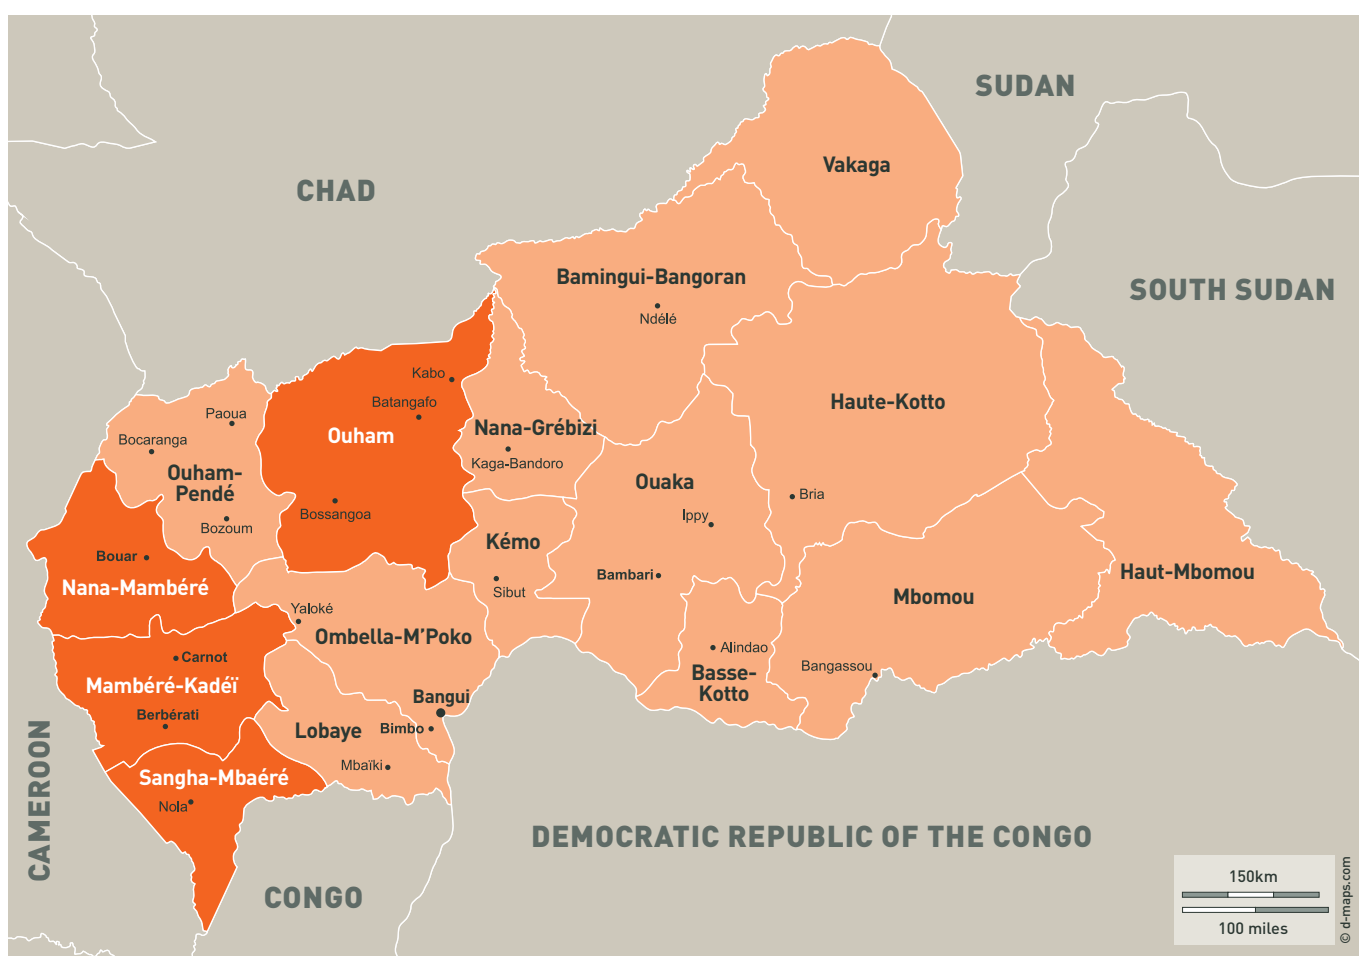 SUDAN
Vakaga
CHAD
Bamingui-Bangoran
Ndélé
SOUTH SUDAN
Kabo
Batangafo
Ouham
Bossangoa
Haute-Kotto
Bria
Nana-Grébizi
Kaga-Bandoro
Paoua
Bocaranga
Ouham-
Pendé
Bozoum
Ouaka
Ippy
Bambari
Kémo
Sibut
Bouar
Nana-Mambéré
Haut-Mbomou
Mbomou
Bangassou
Yaloké
Ombella-M'Poko
Alindao
Basse-
Kotto
Carnot
Mambéré-Kadéï
Berbérati
Bangui
Bimbo
Lobaye
Mbaïki
Sangha-Mbaéré
Nola
CAMEROON
CONGO
DEMOCRATIC REPUBLIC OF THE CONGO
150km
100 miles
© d-maps.com